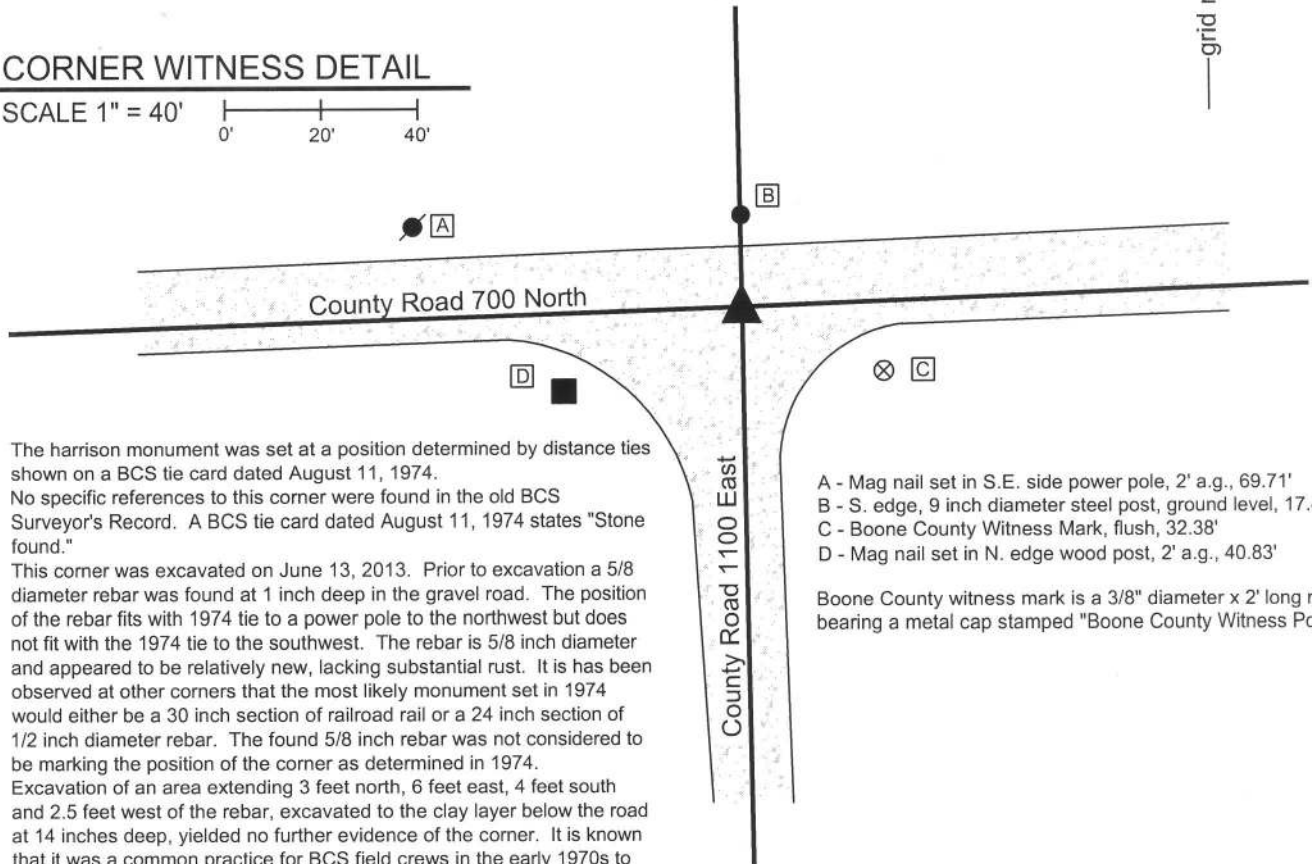 CORNER WITNESS DETAIL
SCALE 1" = 40'
0' 20' 40'
grid
A
B
County Road 700 North
D
C
County Road 1100 East
The harrison monument was set at a position determined by distance ties
shown on a BCS tie card dated August 11, 1974.
No specific references to this corner were found in the old BCS
Surveyor's Record. A BCS tie card dated August 11, 1974 states "Stone
found."
This corner was excavated on June 13, 2013. Prior to excavation a 5/8
diameter rebar was found at 1 inch deep in the gravel road. The position
of the rebar fits with 1974 tie to a power pole to the northwest but does
not fit with the 1974 tie to the southwest. The rebar is 5/8 inch diameter
and appeared to be relatively new, lacking substantial rust. It is has been
observed at other corners that the most likely monument set in 1974
would either be a 30 inch section of railroad rail or a 24 inch section of
1/2 inch diameter rebar. The found 5/8 inch rebar was not considered to
be marking the position of the corner as determined in 1974.
Excavation of an area extending 3 feet north, 6 feet east, 4 feet south
and 2.5 feet west of the rebar, excavated to the clay layer below the road
at 14 inches deep, yielded no further evidence of the corner. It is known
that it was a common practice for BCS field crews in the early 1970s to
A - Mag nail set in S.E. side power pole, 2' a.g., 69.71'
B - S. edge, 9 inch diameter steel post, ground level, 17.
C - Boone County Witness Mark, flush, 32.38'
D - Mag nail set in N. edge wood post, 2' a.g., 40.83'
Boone County witness mark is a 3/8" diameter x 2' long
bearing a metal cap stamped "Boone County Witness